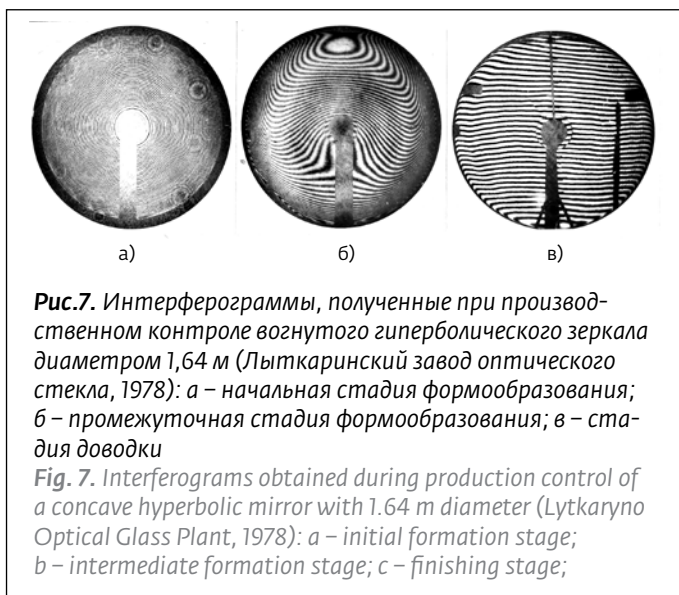 а)
б)
в)
Рис.7. Интерферограммы, полученные при производ-
ственном контроле вогнутого гиперболического зеркала
диаметром 1,64 м (Лыткаринский завод оптического
стекла, 1978): а – начальная стадия формообразования;
б – промежуточная стадия формообразования; в – ста-
дия доводки
Fig. 7. Interferograms obtained during production control of
a concave hyperbolic mirror with 1.64 m diameter (Lytkaryno
Optical Glass Plant, 1978): a – initial formation stage;
b – intermediate formation stage; c – finishing stage;